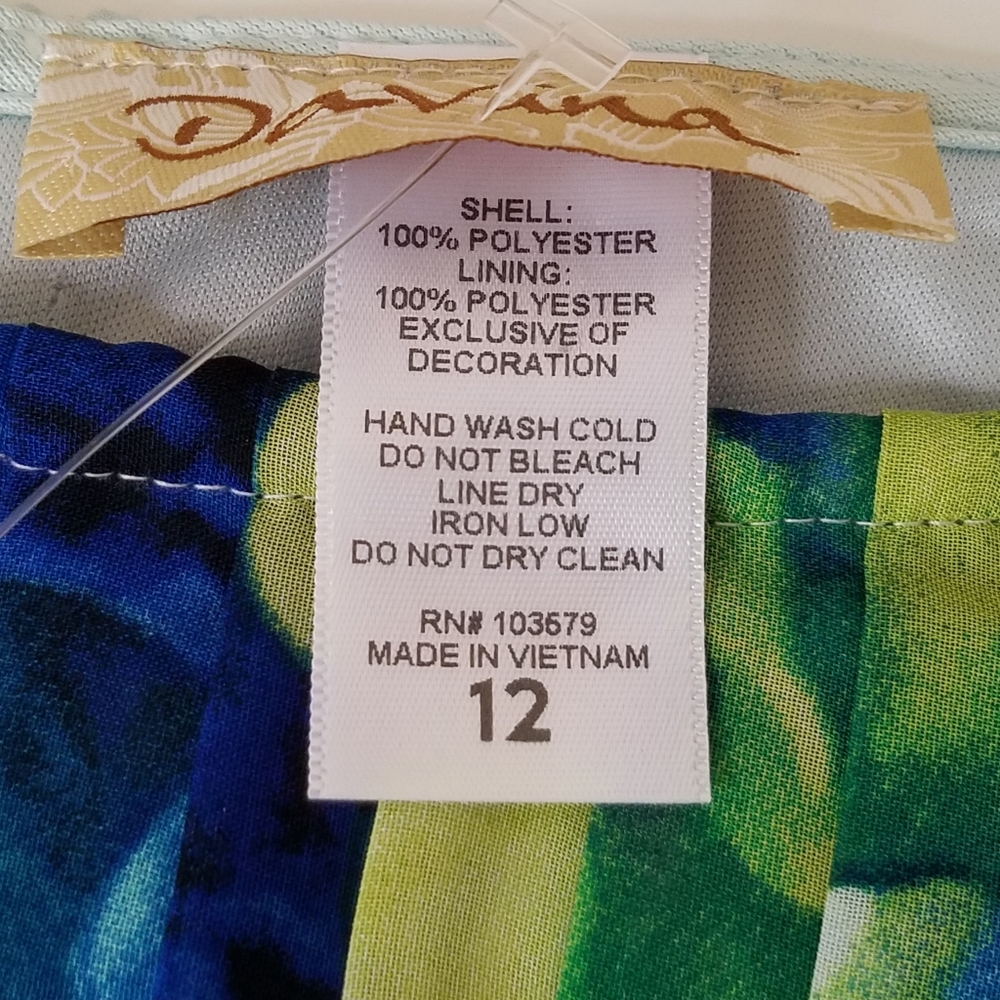 Davina
SHELL:
100% POLYESTER
LINING:
100% POLYESTER
EXCLUSIVE OF
DECORATION
HAND WASH COLD
DO NOT BLEACH
LINE DRY
IRON LOW
DO NOT DRY CLEAN
RN# 103679
MADE IN VIETNAM
12